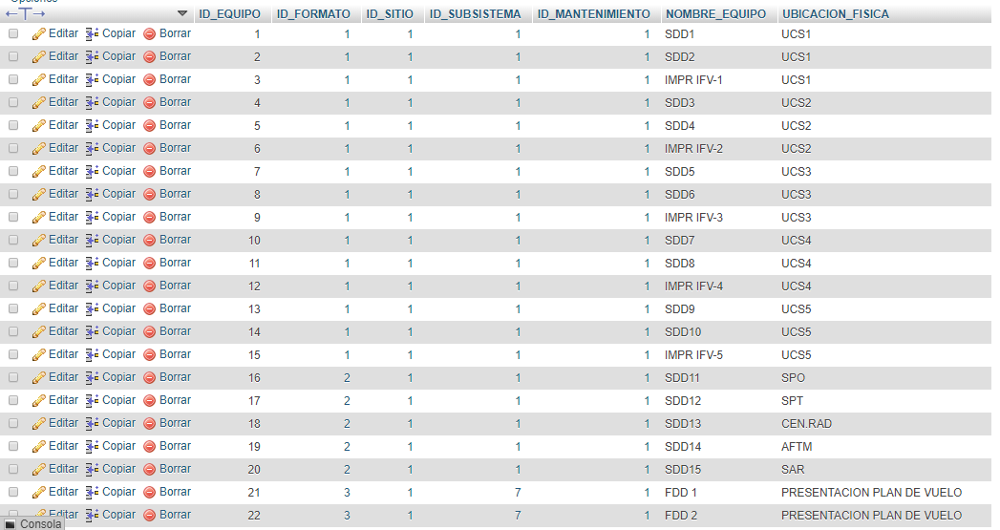 Opciones
←T→ ID_EQUIPO ID_FORMATO ID_SITIO ID_SUBSISTEMA ID_MANTENIMIENTO NOMBRE_EQUIPO UBICACION_FISICA
Editar Copiar Borrar 1 1 1 1 1 SDD1 UCS1
Editar Copiar Borrar 2 1 1 1 1 SDD2 UCS1
Editar Copiar Borrar 3 1 1 1 1 IMPR IFV-1 UCS1
Editar Copiar Borrar 4 1 1 1 1 SDD3 UCS2
Editar Copiar Borrar 5 1 1 1 1 SDD4 UCS2
Editar Copiar Borrar 6 1 1 1 1 IMPR IFV-2 UCS2
Editar Copiar Borrar 7 1 1 1 1 SDD5 UCS3
Editar Copiar Borrar 8 1 1 1 1 SDD6 UCS3
Editar Copiar Borrar 9 1 1 1 1 IMPR IFV-3 UCS3
Editar Copiar Borrar 10 1 1 1 1 SDD7 UCS4
Editar Copiar Borrar 11 1 1 1 1 SDD8 UCS4
Editar Copiar Borrar 12 1 1 1 1 IMPR IFV-4 UCS4
Editar Copiar Borrar 13 1 1 1 1 SDD9 UCS5
Editar Copiar Borrar 14 1 1 1 1 SDD10 UCS5
Editar Copiar Borrar 15 1 1 1 1 IMPR IFV-5 UCS5
Editar Copiar Borrar 16 2 1 1 1 SDD11 SPO
Editar Copiar Borrar 17 2 1 1 1 SDD12 SPT
Editar Copiar Borrar 18 2 1 1 1 SDD13 CEN.RAD
Editar Copiar Borrar 19 2 1 1 1 SDD14 AFTM
Editar Copiar Borrar 20 2 1 1 1 SDD15 SAR
Editar Copiar Borrar 21 3 1 7 1 FDD 1 PRESENTACION PLAN DE VUELO
Editar Copiar Borrar 22 3 1 7 1 FDD 2 PRESENTACION PLAN DE VUELO
Consola